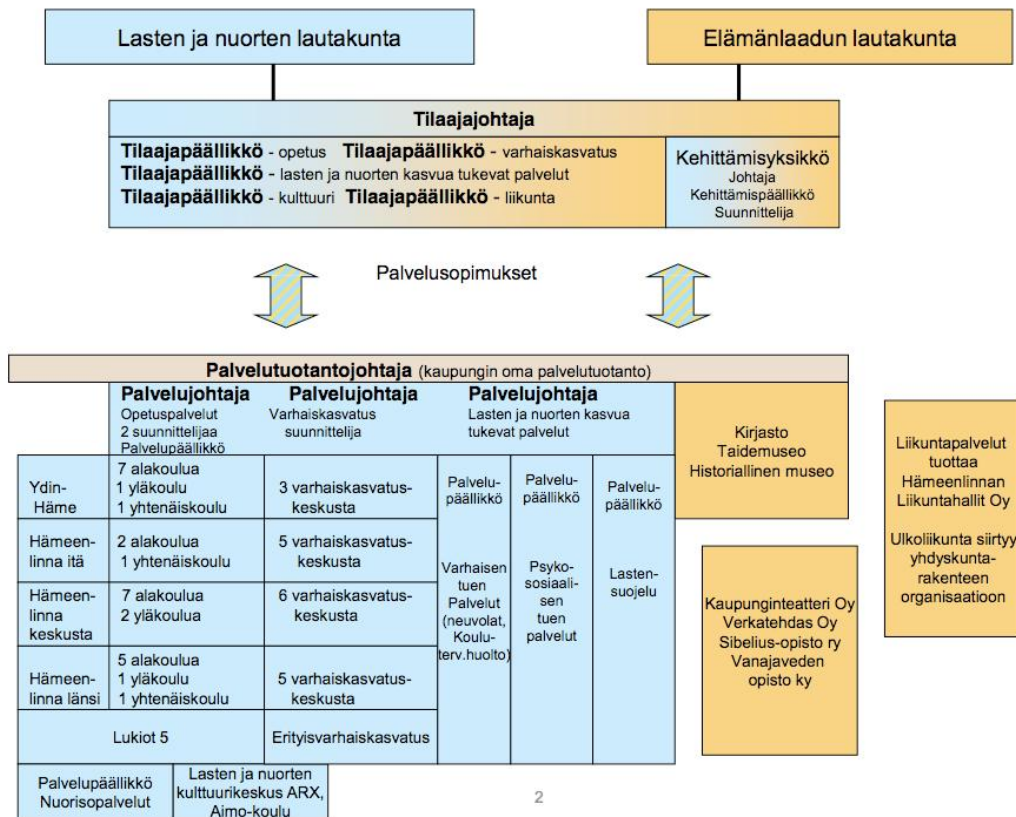 Lasten ja nuorten lautakunta
Elämänlaadun lautakunta
Tilaajajohtaja
Tilaajapäällikkö - opetus Tilaajapäällikkö - varhaiskasvatus
Tilaajapäällikkö - lasten ja nuorten kasvua tukevat palvelut
Tilaajapäällikkö - kulttuuri Tilaajapäällikkö - liikunta
Kehittämisyksikkö
Johtaja
Kehittämispäällikkö
Suunnittelija
Palvelusopimukset
Palvelutuotantojohtaja (kaupungin oma palvelutuotanto)
Palvelujohtaja
Opetuspalvelut
2 suunnittelijaa
Palvelupäällikkö
Palvelujohtaja
Varhaiskasvatus
suunnittelija
Palvelujohtaja
Lasten ja nuorten kasvua
tukevat palvelut
Kirjasto
Taidemuseo
Historiallinen museo
Liikuntapalvelut
tuottaa
Hämeenlinnan
Liikuntahallit Oy
Ulkoliikunta siirtyy
yhdyskunta-
rakenteen
organisaatioon
Ydin-
Häme
7 alakoulua
1 yläkoulu
1 yhtenäiskoulu
3 varhaiskasvatus-
keskusta
Hämeen-
linna itä
2 alakoulua
1 yhtenäiskoulu
5 varhaiskasvatus-
keskusta
Hämeen-
linna
keskusta
7 alakoulua
2 yläkoulu
6 varhaiskasvatus-
keskusta
Hämeen-
linna länsi
5 alakoulua
1 yläkoulu
1 yhtenäiskoulu
5 varhaiskasvatus-
keskusta
Lukiot 5
Erityisvarhaiskasvatus
Palvelu-
päällikkö
Varhaisen
tuen
Palvelut
(neuvolat,
Koulu-
terv.huolto)
Palvelu-
päällikkö
Psyko-
sosiaali-
sen
tuen
palvelut
Palvelu-
päällikkö
Lasten-
suojelu
Kaupunginteatteri Oy
Verkatehdas Oy
Sibelius-opisto ry
Vanajaveden
opisto ky
Palvelupäällikkö
Nuorisopalvelut
Lasten ja nuorten
kulttuurikeskus ARX,
Aimo-koulu
2